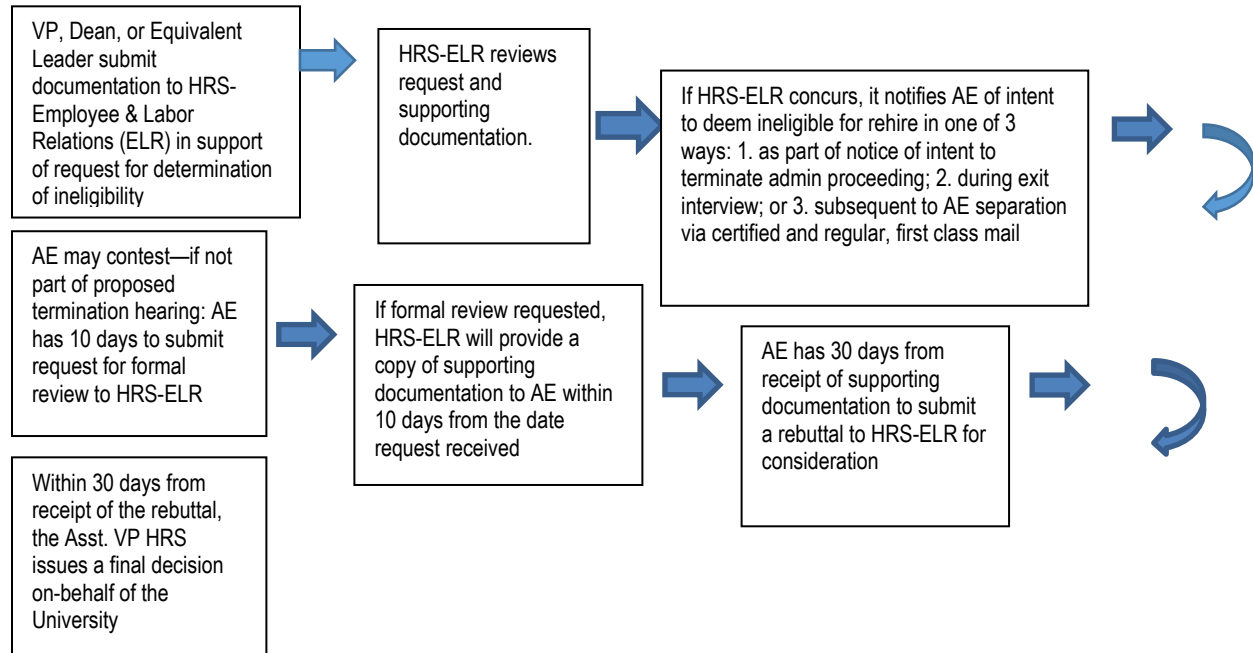 VP, Dean, or Equivalent
Leader submit
documentation to HRS-
Employee & Labor
Relations (ELR) in support
of request for determination
of ineligibility
HRS-ELR reviews
request and
supporting
documentation.
If HRS-ELR concurs, it notifies AE of intent
to deem ineligible for rehire in one of 3
ways: 1. as part of notice of intent to
terminate admin proceeding; 2. during exit
interview; or 3. subsequent to AE separation
via certified and regular, first class mail
AE may contest—if not
part of proposed
termination hearing: AE
has 10 days to submit
request for formal
review to HRS-ELR
If formal review requested,
HRS-ELR will provide a
copy of supporting
documentation to AE within
10 days from the date
request received
AE has 30 days from
receipt of supporting
documentation to submit
a rebuttal to HRS-ELR for
consideration
Within 30 days from
receipt of the rebuttal,
the Asst. VP HRS
issues a final decision
on-behalf of the
University